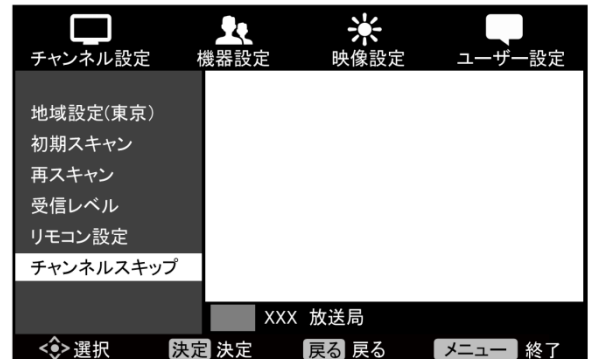 チャンネル設定 機器設定 映像設定 ユーザー設定
地域設定(東京)
初期スキャン
再スキャン
受信レベル
リモコン設定
チャンネルスキップ
XXX 放送局
選択 決定 決定 戻る 戻る メニュー 終了